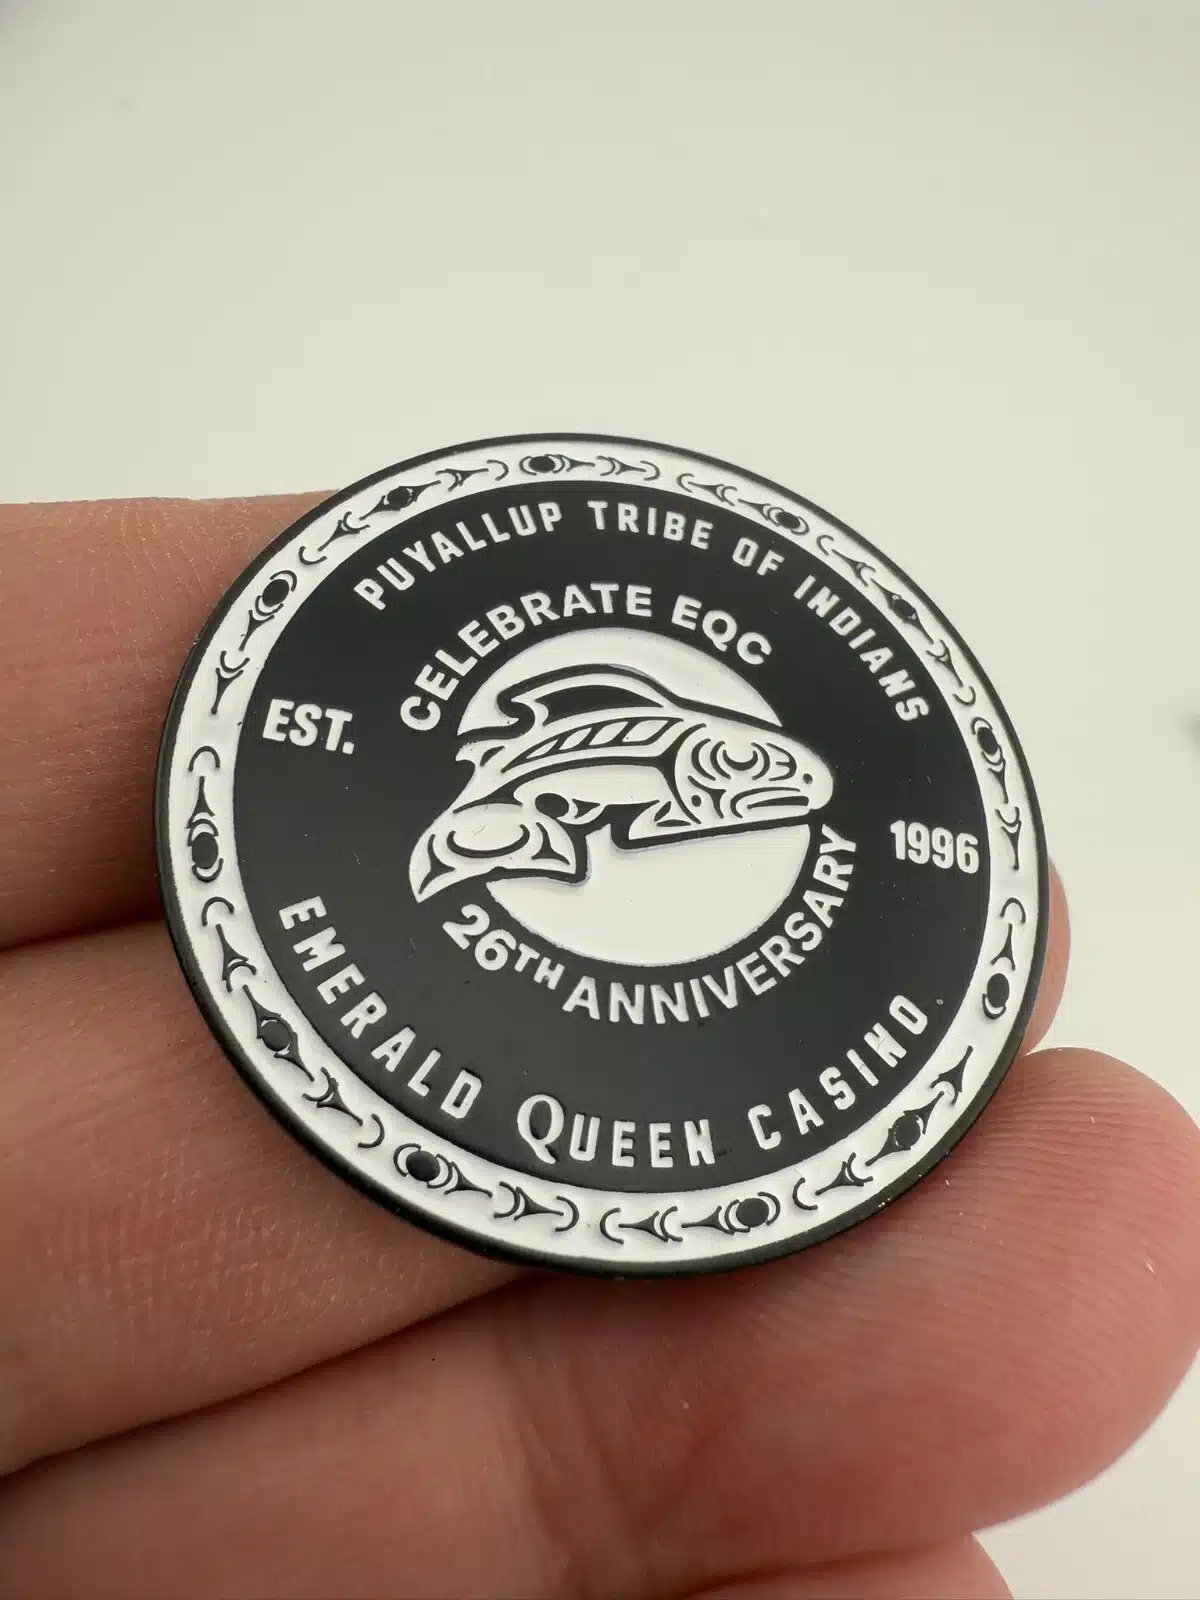 PUYALLUP TRIBE OF INDIANS
CELEBRATE EQC
EST.
1996
26TH ANNIVERSARY
EMERALD QUEEN CASINO